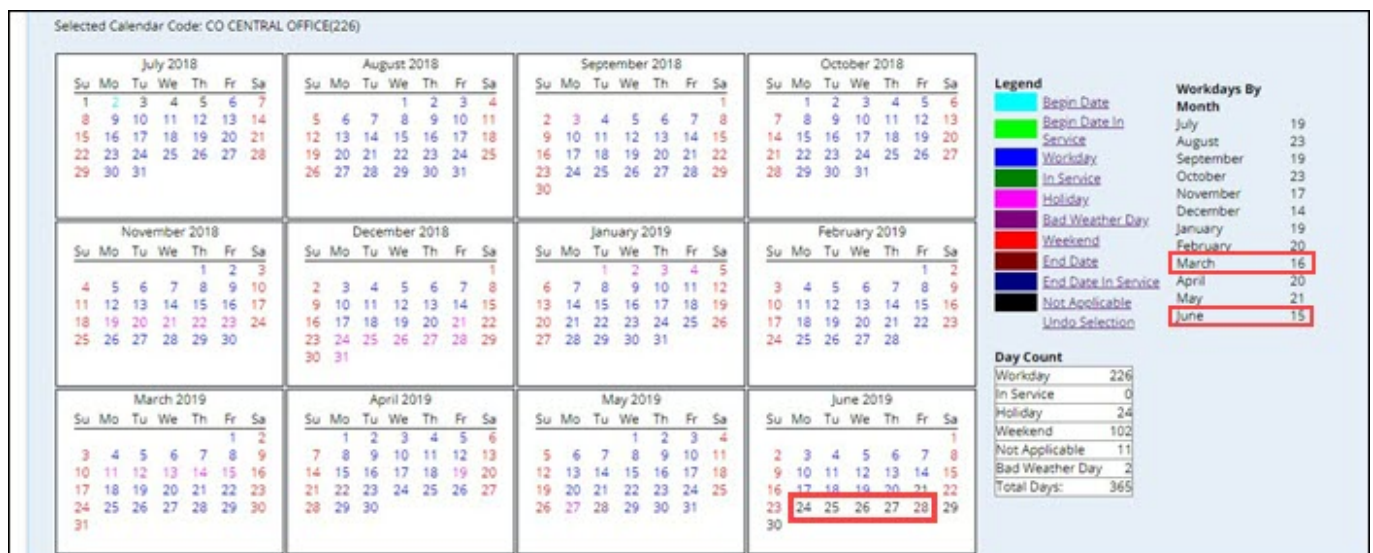 Selected Calendar Code: CO CENTRAL OFFICE(226)
July 2018
Su Mo Tu We Th Fr Sa
1 2 3 4 5 6 7
8 9 10 11 12 13 14
15 16 17 18 19 20 21
22 23 24 25 26 27 28
29 30 31
August 2018
Su Mo Tu We Th Fr Sa
1 2 3 4
5 6 7 8 9 10 11
12 13 14 15 16 17 18
19 20 21 22 23 24 25
26 27 28 29 30 31
September 2018
Su Mo Tu We Th Fr Sa
1
2 3 4 5 6 7 8
9 10 11 12 13 14 15
16 17 18 19 20 21 22
23 24 25 26 27 28 29
30
October 2018
Su Mo Tu We Th Fr Sa
1 2 3 4 5 6
7 8 9 10 11 12 13
14 15 16 17 18 19 20
21 22 23 24 25 26 27
28 29 30 31
November 2018
Su Mo Tu We Th Fr Sa
1 2 3
4 5 6 7 8 9 10
11 12 13 14 15 16 17
18 19 20 21 22 23 24
25 26 27 28 29 30
December 2018
Su Mo Tu We Th Fr Sa
1
2 3 4 5 6 7 8
9 10 11 12 13 14 15
16 17 18 19 20 21 22
23 24 25 26 27 28 29
30 31
January 2019
Su Mo Tu We Th Fr Sa
1 2 3 4 5
6 7 8 9 10 11 12
13 14 15 16 17 18 19
20 21 22 23 24 25 26
27 28 29 30 31
February 2019
Su Mo Tu We Th Fr Sa
1 2
3 4 5 6 7 8 9
10 11 12 13 14 15 16
17 18 19 20 21 22 23
24 25 26 27 28
March 2019
Su Mo Tu We Th Fr Sa
1 2
3 4 5 6 7 8 9
10 11 12 13 14 15 16
17 18 19 20 21 22 23
24 25 26 27 28 29 30
31
April 2019
Su Mo Tu We Th Fr Sa
1 2 3 4 5 6
7 8 9 10 11 12 13
14 15 16 17 18 19 20
21 22 23 24 25 26 27
28 29 30
May 2019
Su Mo Tu We Th Fr Sa
1 2 3 4
5 6 7 8 9 10 11
12 13 14 15 16 17 18
19 20 21 22 23 24 25
26 27 28 29 30 31
June 2019
Su Mo Tu We Th Fr Sa
1
2 3 4 5 6 7 8
9 10 11 12 13 14 15
16 17 18 19 20 21 22
23 24 25 26 27 28 29
30
Legend
Begin Date
Begin Date In
Service
Workday
In Service
Holiday
Bad Weather Day
Weekend
End Date
End Date In Service
Not Applicable
Undo Selection
Workdays By
Month
July 19
August 23
September 19
October 23
November 17
December 14
January 19
February 20
March 16
April 20
May 21
June 15
Day Count
Workday 226
In Service 0
Holiday 24
Weekend 102
Not Applicable 11
Bad Weather Day 2
Total Days: 365